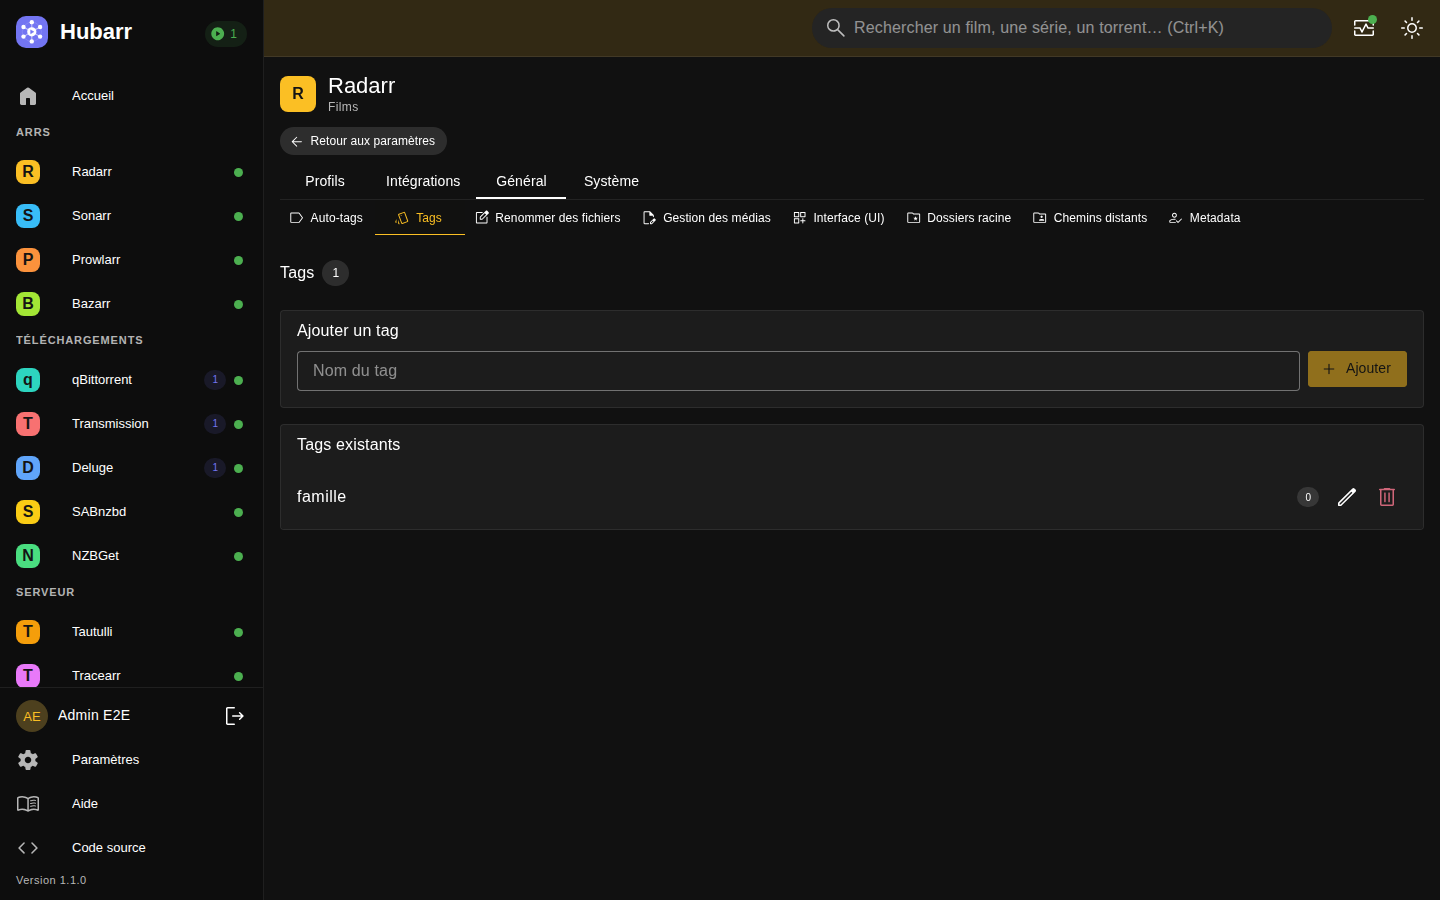 Hubarr
1
Rechercher un film, une série, un torrent… (Ctrl+K)
Accueil
ARRS
R Radarr
S Sonarr
P Prowlarr
B Bazarr
TÉLÉCHARGEMENTS
q qBittorrent 1
T Transmission 1
D Deluge 1
S SABnzbd
N NZBGet
SERVEUR
T Tautulli
T Tracearr
AE Admin E2E
Paramètres
Aide
Code source
Version 1.1.0
R Radarr
Films
Retour aux paramètres
Profils Intégrations Général Système
Auto-tags Tags Renommer des fichiers Gestion des médias Interface (UI) Dossiers racine Chemins distants Metadata
Tags 1
Ajouter un tag
Nom du tag Ajouter
Tags existants
famille 0